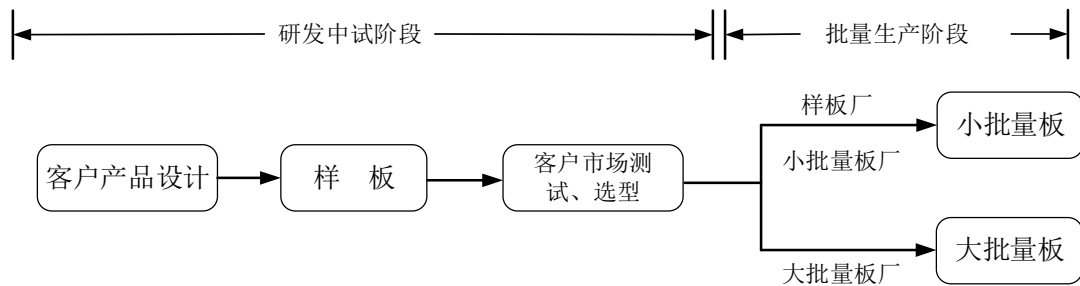 研发中试阶段
批量生产阶段
客户产品设计
样 板
客户市场测
试、选型
样板厂
小批量板厂
小批量板
大批量板厂
大批量板